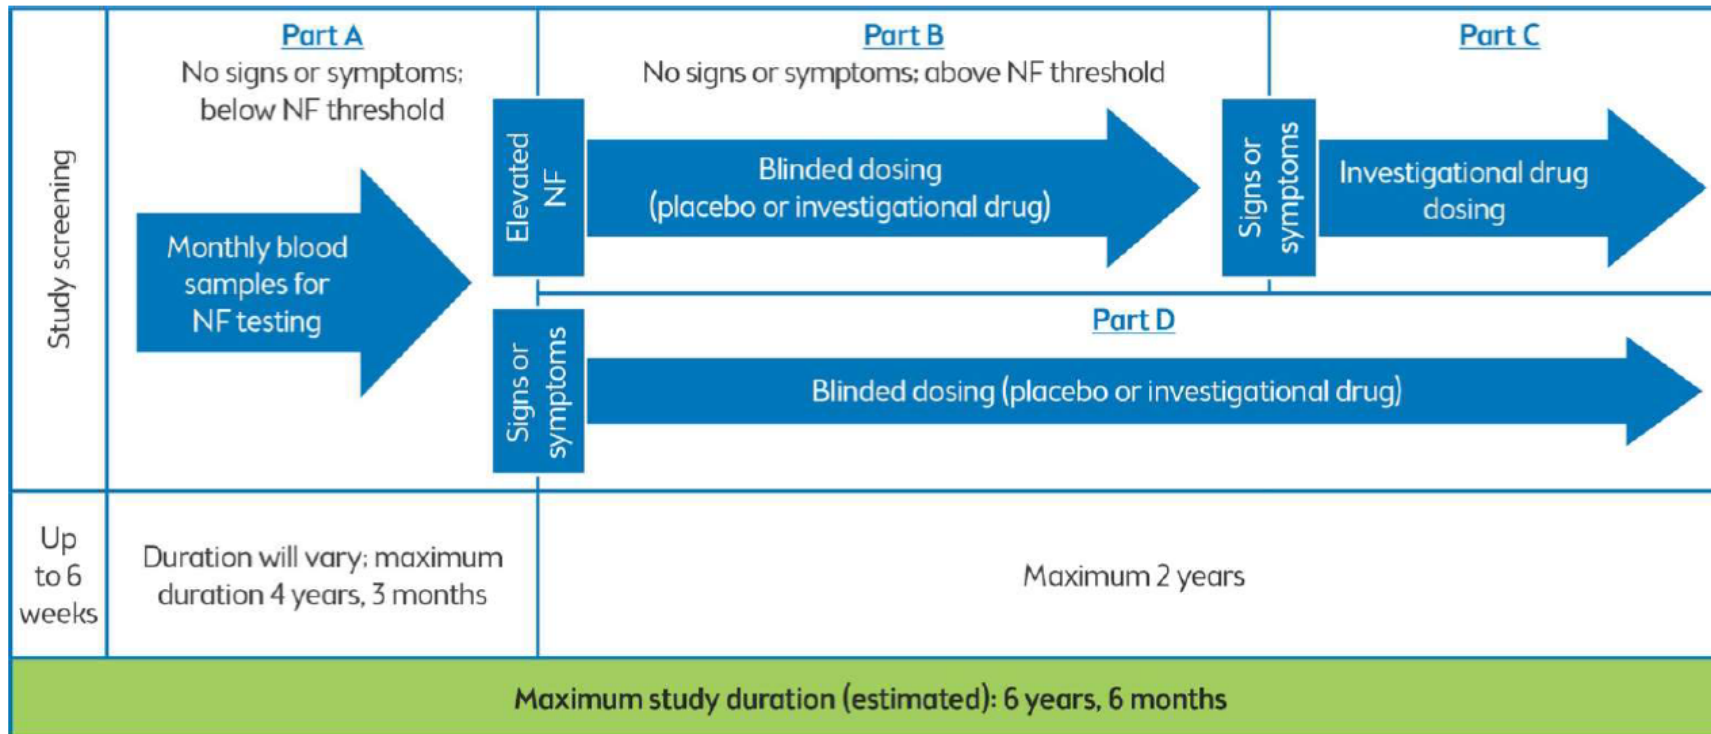 Study screening
Part A
No signs or symptoms;
below NF threshold
Monthly blood
samples for
NF testing
Elevated
NF
Part B
No signs or symptoms; above NF threshold
Blinded dosing
(placebo or investigational drug)
Signs or
symptoms
Part C
Investigational drug
dosing
Signs or
symptoms
Part D
Blinded dosing (placebo or investigational drug)
Up
to 6
weeks
Duration will vary; maximum
duration 4 years, 3 months
Maximum 2 years
Maximum study duration (estimated): 6 years, 6 months